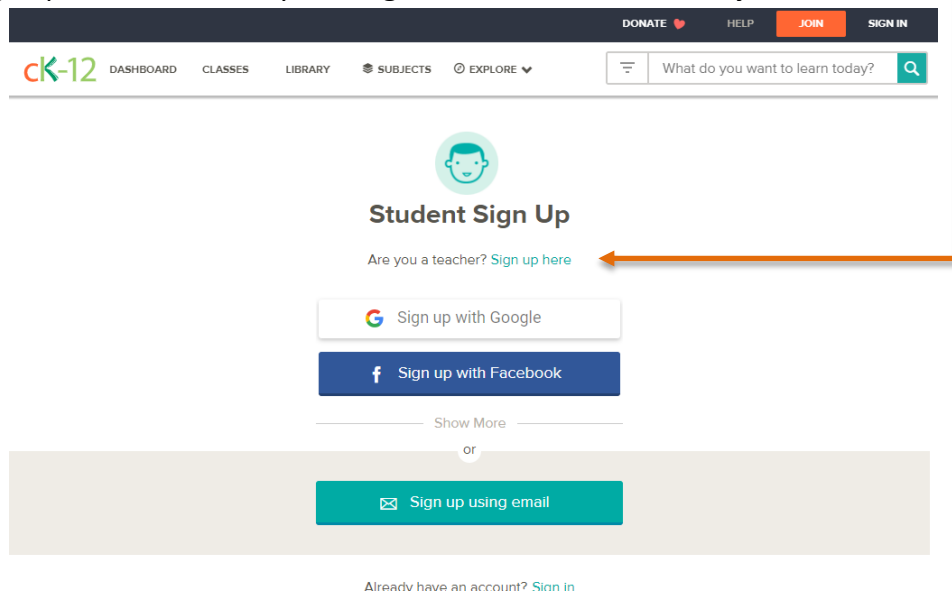 DONATE HELP JOIN SIGN IN
cK-12 DASHBOARD CLASSES LIBRARY SUBJECTS EXPLORE What do you want to learn today?
Student Sign Up
Are you a teacher? Sign up here
Sign up with Google
f Sign up with Facebook
Show More
or
Sign up using email
Already have an account? Sign in